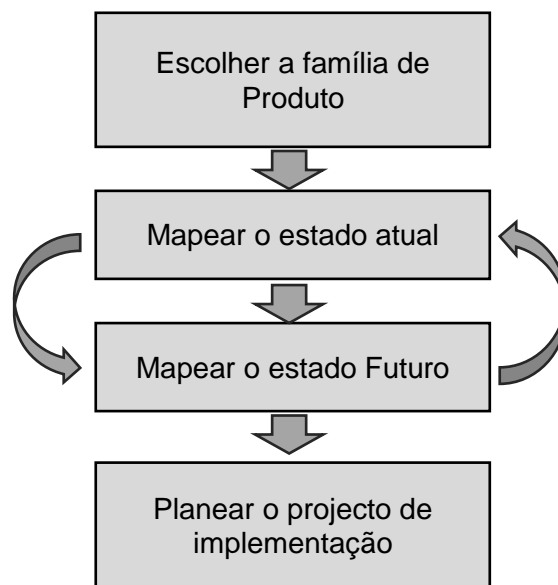 Escolher a família de
Produto
Mapear o estado atual
Mapear o estado Futuro
Planear o projecto de
implementação